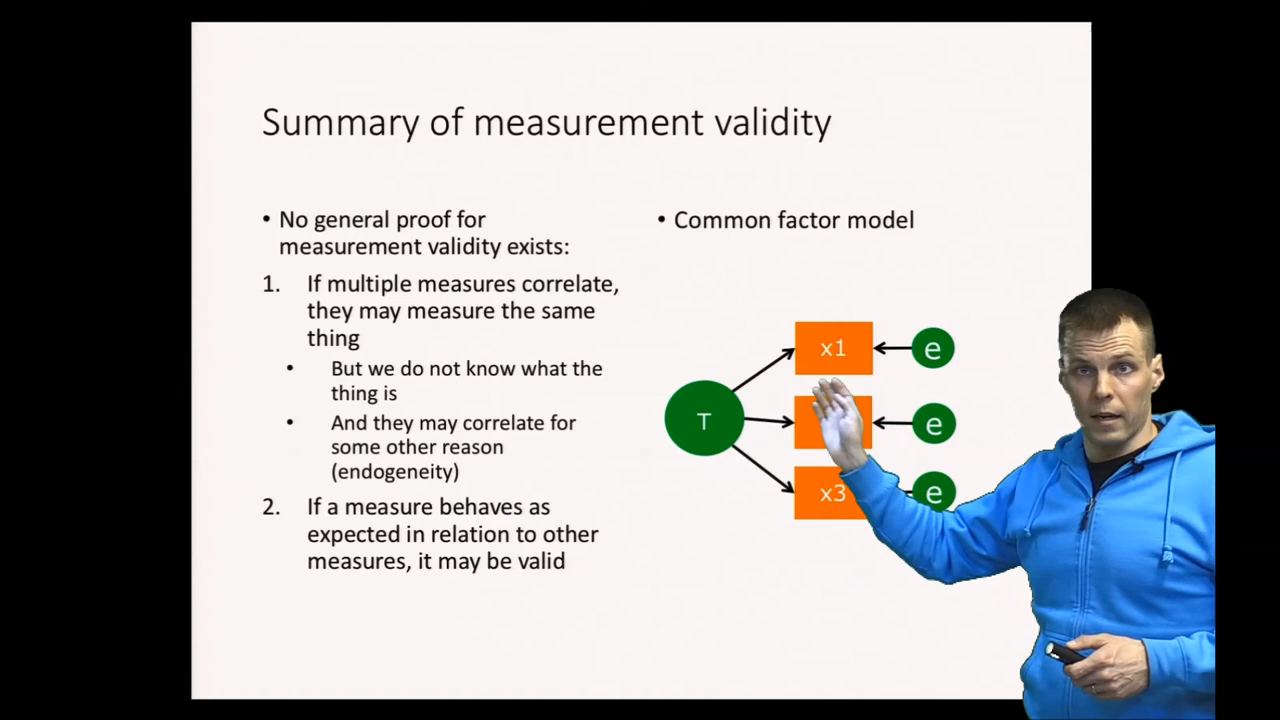 Summary of measurement validity
• No general proof for
measurement validity exists:
1. If multiple measures correlate,
they may measure the same
thing
• But we do not know what the
thing is
• And they may correlate for
some other reason
(endogeneity)
2. If a measure behaves as
expected in relation to other
measures, it may be valid
• Common factor model
x1
e
T
e
x3
e